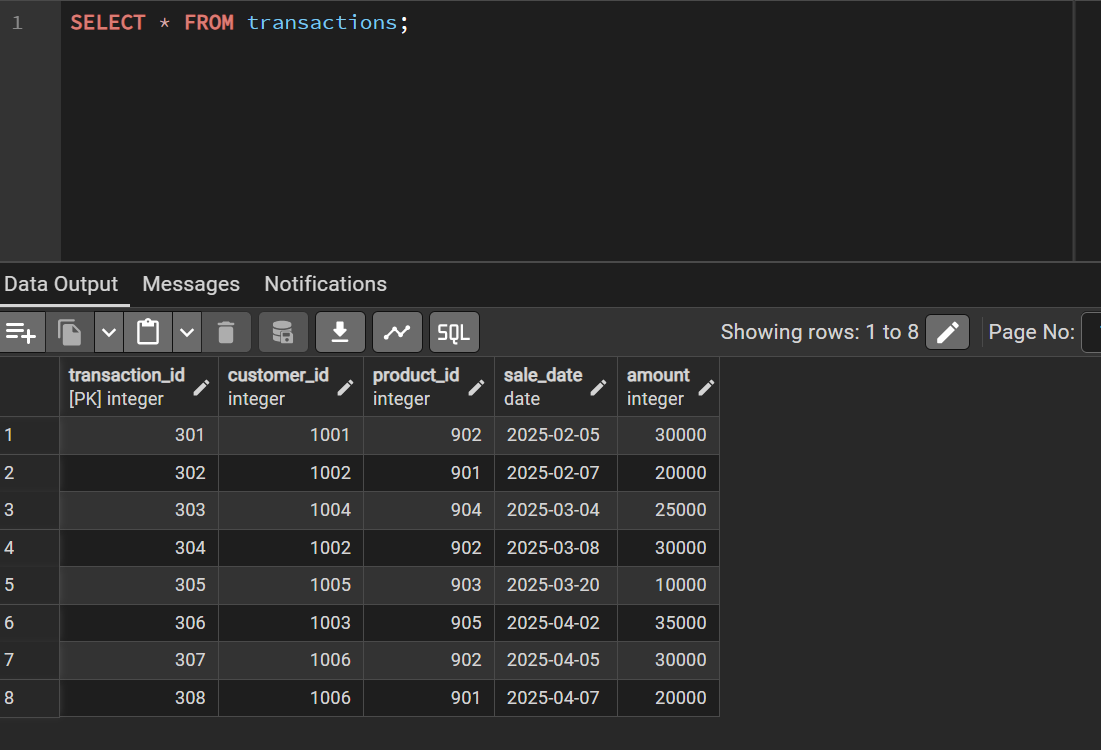 1 SELECT * FROM transactions;
Data Output Messages Notifications
SQL Showing rows: 1 to 8 Page No:
transaction_id customer_id product_id sale_date amount
[PK] integer integer integer date integer
1 301 1001 902 2025-02-05 30000
2 302 1002 901 2025-02-07 20000
3 303 1004 904 2025-03-04 25000
4 304 1002 902 2025-03-08 30000
5 305 1005 903 2025-03-20 10000
6 306 1003 905 2025-04-02 35000
7 307 1006 902 2025-04-05 30000
8 308 1006 901 2025-04-07 20000